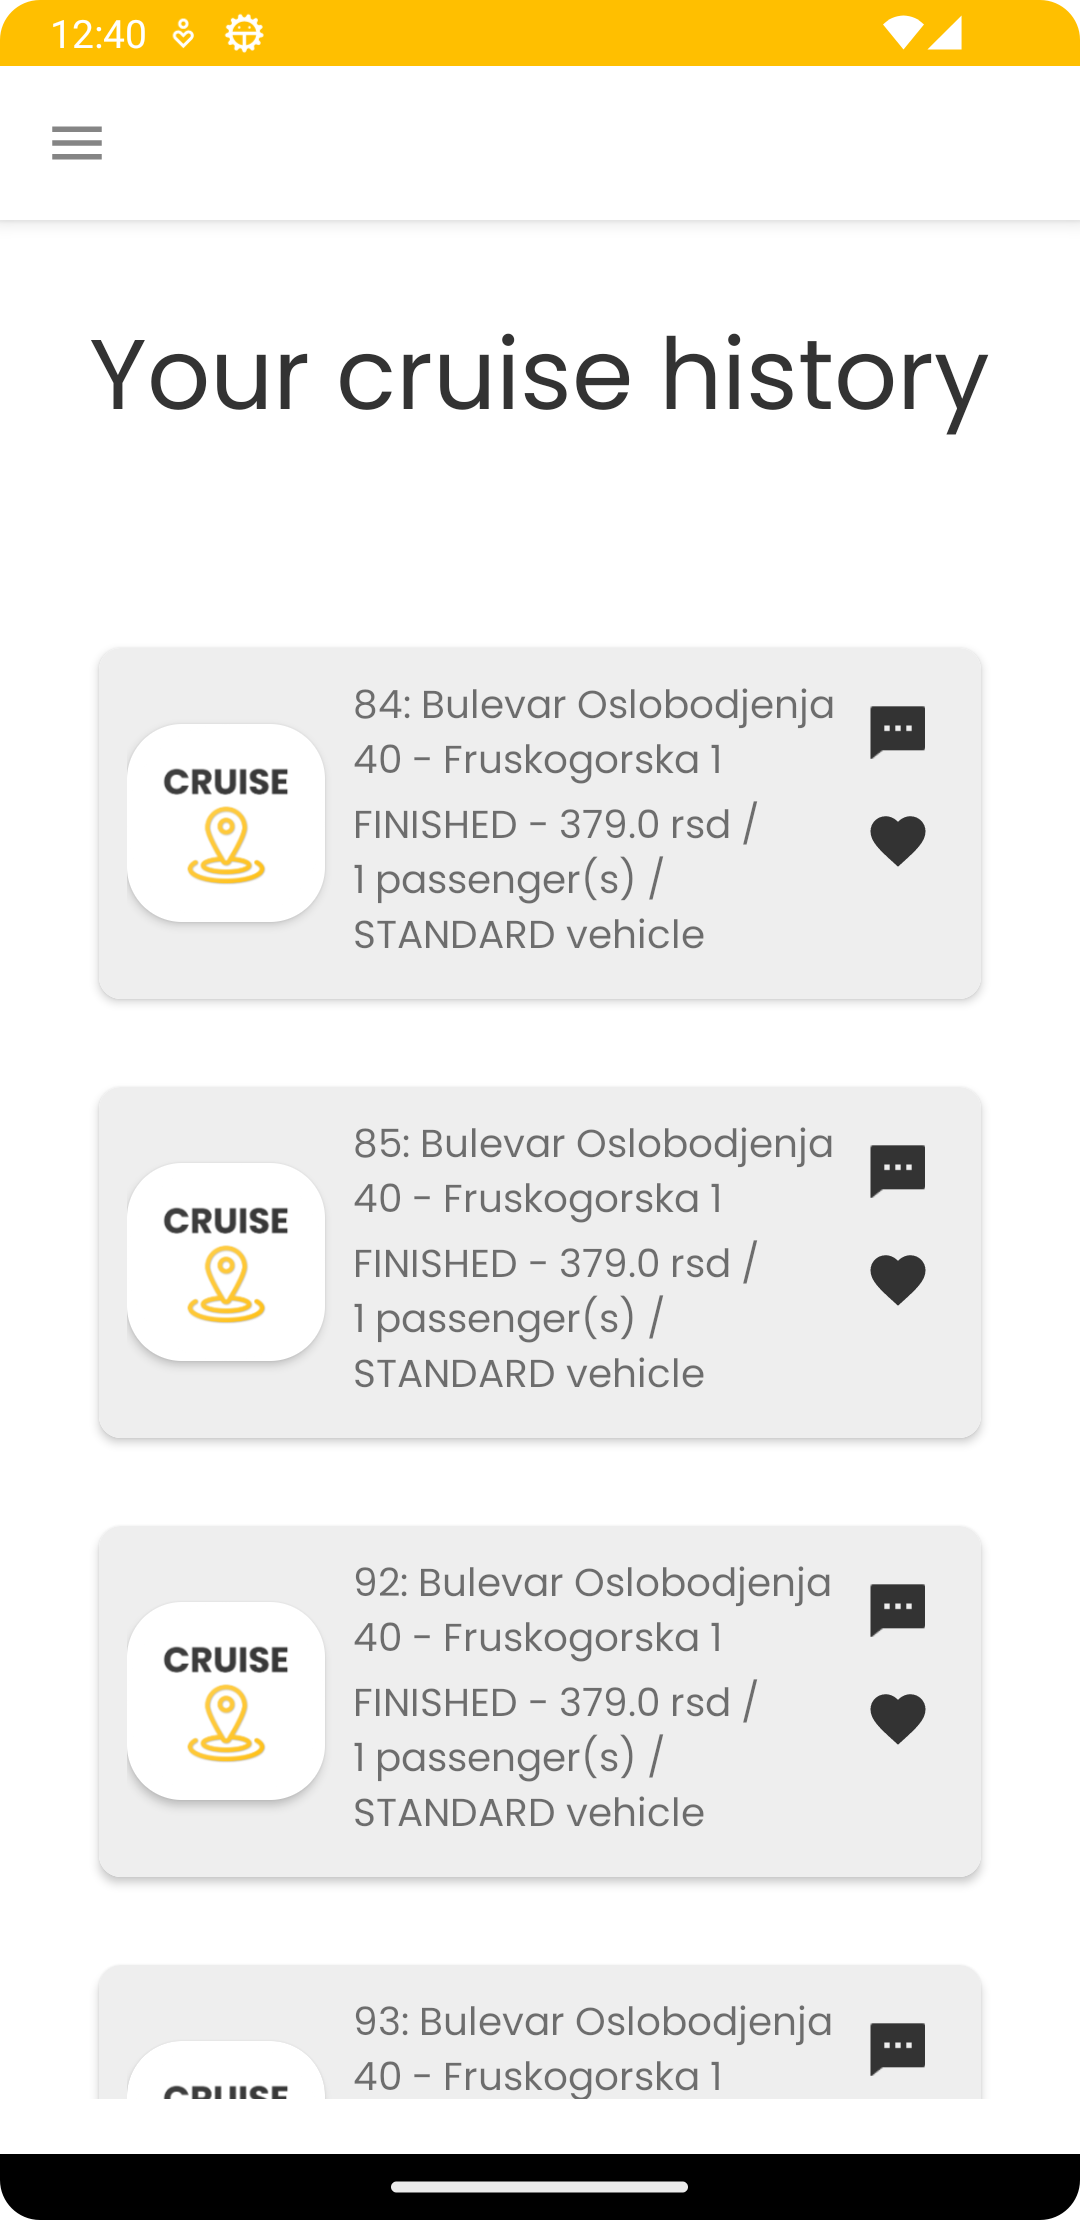 12:40
Your cruise history
CRUISE
84: Bulevar Oslobodjenja
40 - Fruskogorska 1
FINISHED - 379.0 rsd /
1 passenger(s) /
STANDARD vehicle
CRUISE
85: Bulevar Oslobodjenja
40 - Fruskogorska 1
FINISHED - 379.0 rsd /
1 passenger(s) /
STANDARD vehicle
CRUISE
92: Bulevar Oslobodjenja
40 - Fruskogorska 1
FINISHED - 379.0 rsd /
1 passenger(s) /
STANDARD vehicle
CRUISE
93: Bulevar Oslobodjenja
40 - Fruskogorska 1